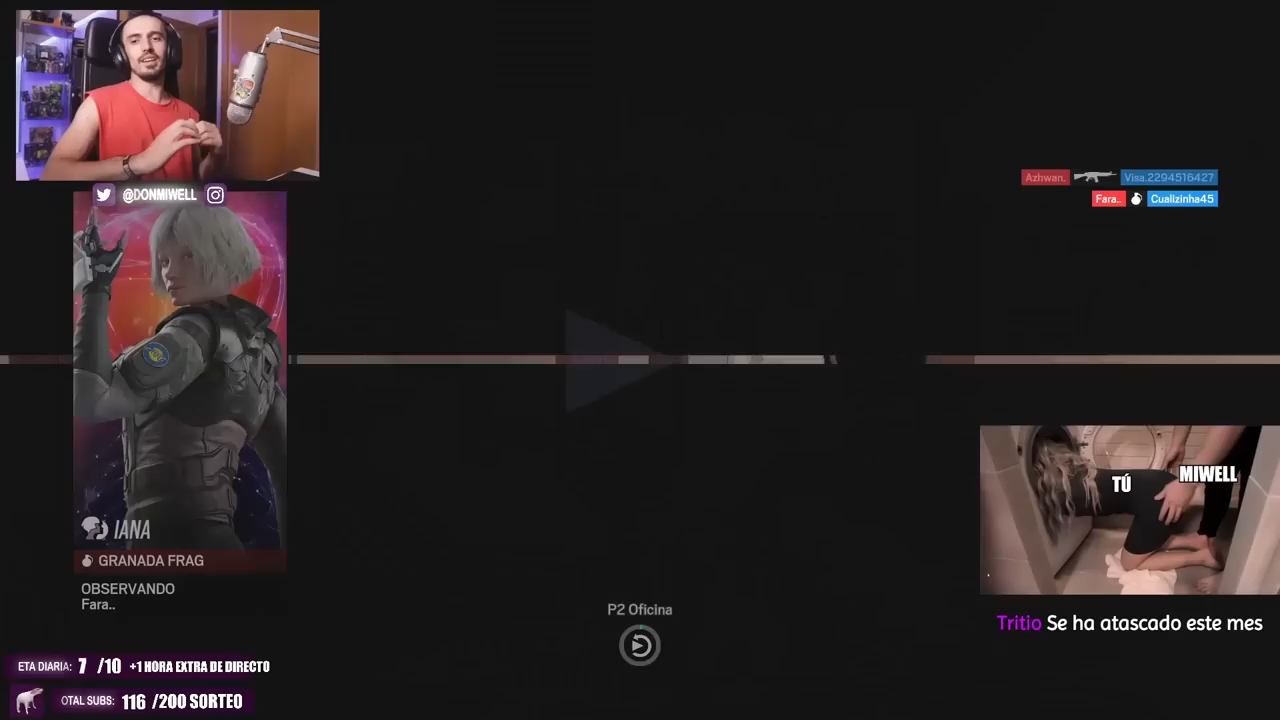 @DONMIWELL
Azhwan. Visa.2294516427
Fara.. Cualizinha45
TÚ
MIWELL
IANA
GRANADA FRAG
OBSERVANDO
Fara..
P2 Oficina
Tritio Se ha atascado este mes
ETA DIARIA: 7 /10 +1 HORA EXTRA DE DIRECTO
OTAL SUBS: 116 /200 SORTEO